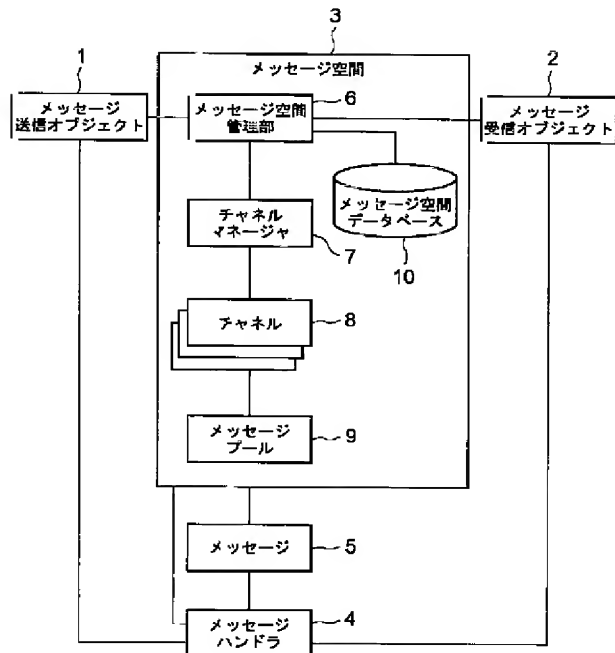 3
メッセージ空間
1
メッセージ
送信オブジェクト
6
メッセージ空間
管理部
2
メッセージ
受信オブジェクト
メッセージ空間
データベース
10
チャネル
マネージャ
7
チャネル
8
メッセージ
プール
9
メッセージ
5
メッセージ
ハンドラ
4